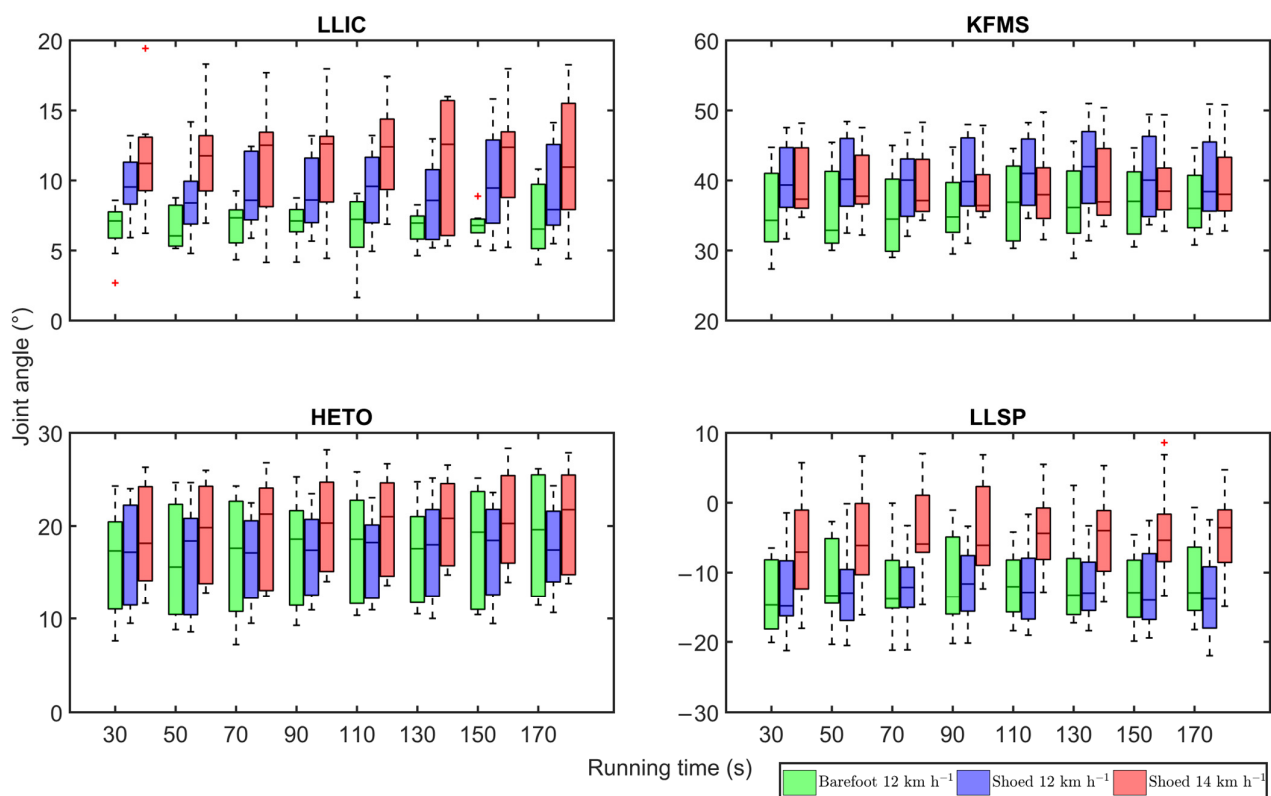 LLIC
KFMS
20
15
10
5
0
60
50
40
30
20
Joint angle (°)
HETO
LLSP
30
20
10
0
10
0
−10
−20
−30
30 50 70 90 110 130 150 170
30 50 70 90 110 130 150 170
Running time (s)
Barefoot 12 km h⁻¹ Shoed 12 km h⁻¹ Shoed 14 km h⁻¹